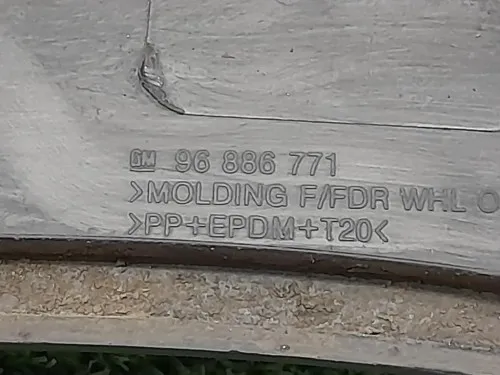 GM 96 886 771
>MOLDING F/FDR WHL O
>PP+EPDM+T20<